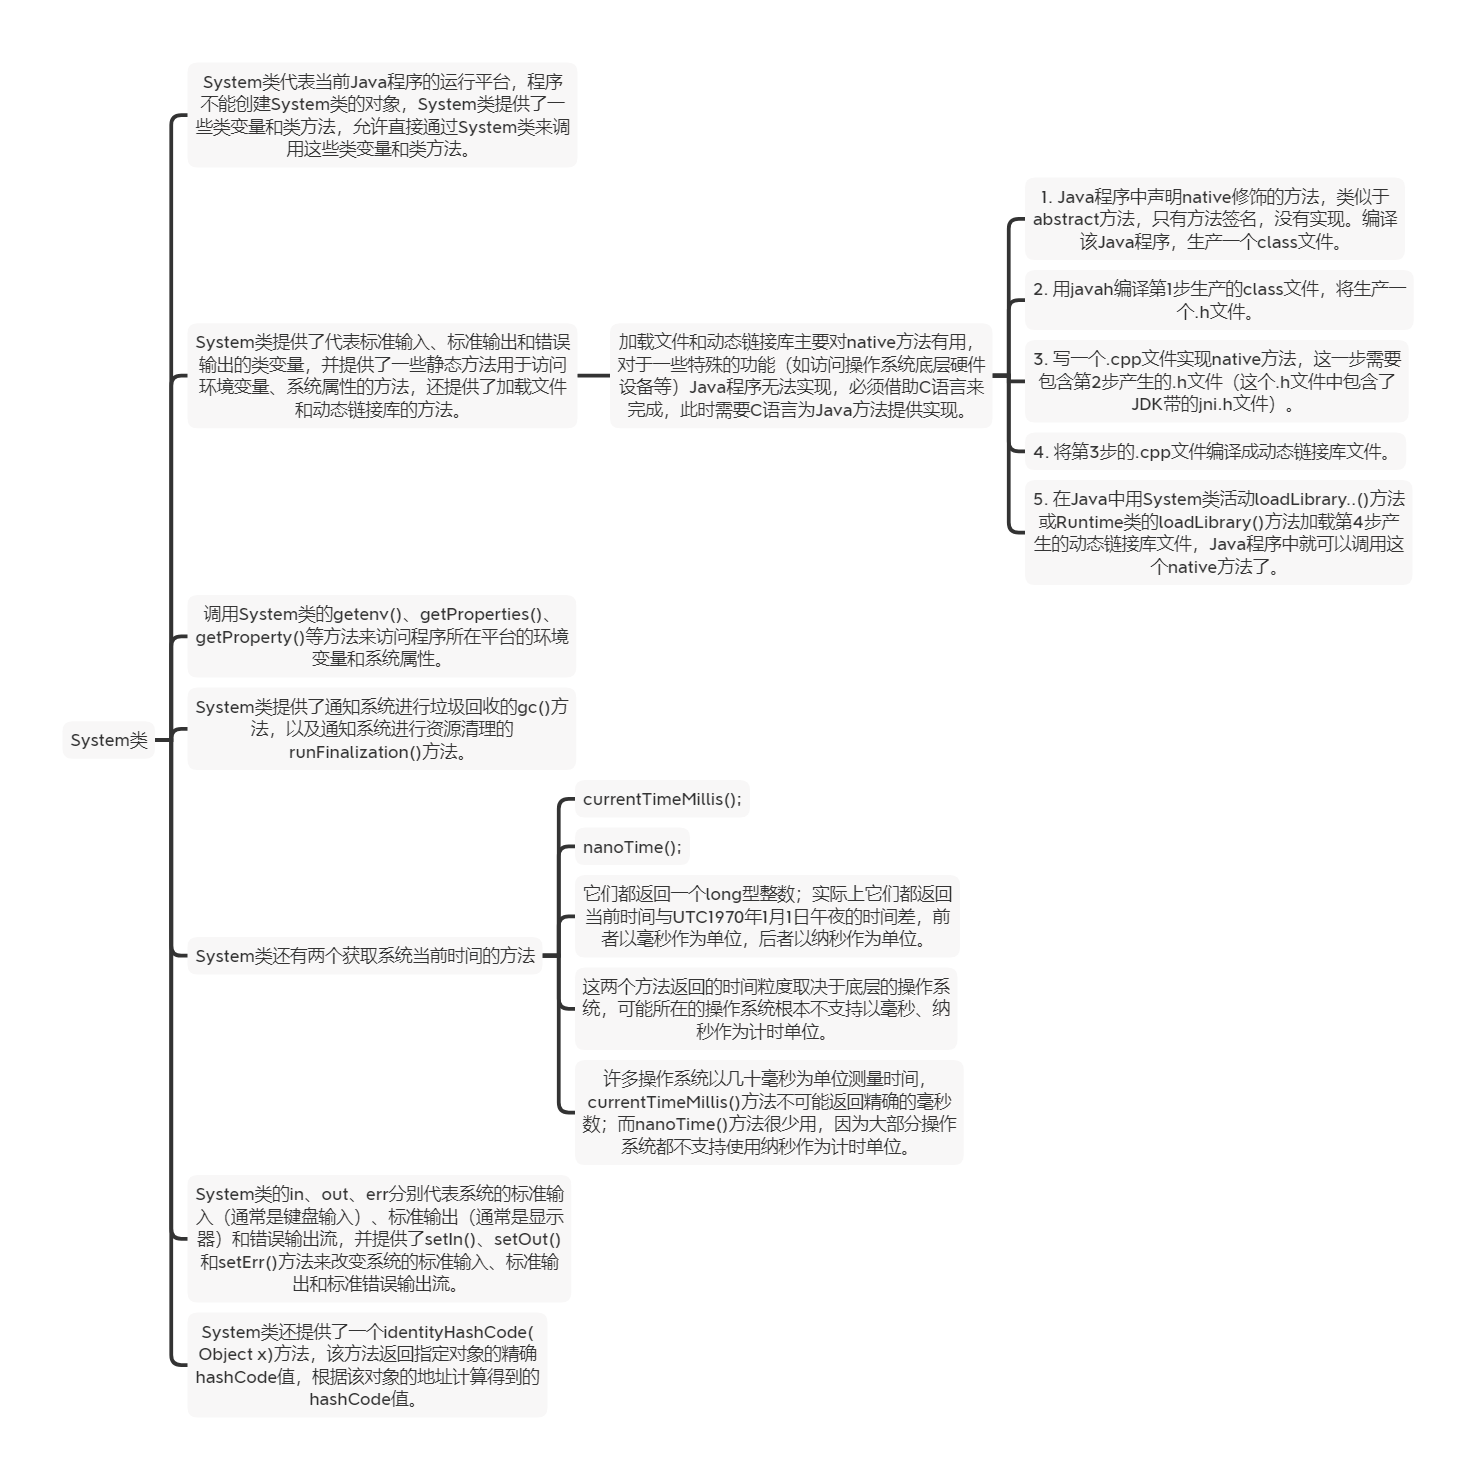 System类代表当前Java程序的运行平台，程序
不能创建System类的对象，System类提供了一
些类变量和类方法，允许直接通过System类来调
用这些类变量和类方法。
System类提供了代表标准输入、标准输出和错误
输出的类变量，并提供了一些静态方法用于访问
环境变量、系统属性的方法，还提供了加载文件
和动态链接库的方法。
加载文件和动态链接库主要对native方法有用，
对于一些特殊的功能（如访问操作系统底层硬件
设备等）Java程序无法实现，必须借助C语言来
完成，此时需要C语言为Java方法提供实现。
1. Java程序中声明native修饰的方法，类似于
abstract方法，只有方法签名，没有实现。编译
该Java程序，生产一个class文件。
2. 用javah编译第1步生产的class文件，将生产一
个.h文件。
3. 写一个.cpp文件实现native方法，这一步需要
包含第2步产生的.h文件（这个.h文件中包含了
JDK带的jni.h文件）。
4. 将第3步的.cpp文件编译成动态链接库文件。
5. 在Java中用System类活动loadLibrary..()方法
或Runtime类的loadLibrary()方法加载第4步产
生的动态链接库文件，Java程序中就可以调用这
个native方法了。
调用System类的getenv()、getProperties()、
getProperty()等方法来访问程序所在平台的环境
变量和系统属性。
System类提供了通知系统进行垃圾回收的gc()方
法，以及通知系统进行资源清理的
runFinalization()方法。
System类
System类还有两个获取系统当前时间的方法
currentTimeMillis();
nanoTime();
它们都返回一个long型整数；实际上它们都返回
当前时间与UTC1970年1月1日午夜的时间差，前
者以毫秒作为单位，后者以纳秒作为单位。
这两个方法返回的时间粒度取决于底层的操作系
统，可能所在的操作系统根本不支持以毫秒、纳
秒作为计时单位。
许多操作系统以几十毫秒为单位测量时间，
currentTimeMillis()方法不可能返回精确的毫秒
数；而nanoTime()方法很少用，因为大部分操作
系统都不支持使用纳秒作为计时单位。
System类的in、out、err分别代表系统的标准输
入（通常是键盘输入）、标准输出（通常是显示
器）和错误输出流，并提供了setIn()、setOut()
和setErr()方法来改变系统的标准输入、标准输
出和标准错误输出流。
System类还提供了一个identityHashCode(
Object x)方法，该方法返回指定对象的精确
hashCode值，根据该对象的地址计算得到的
hashCode值。